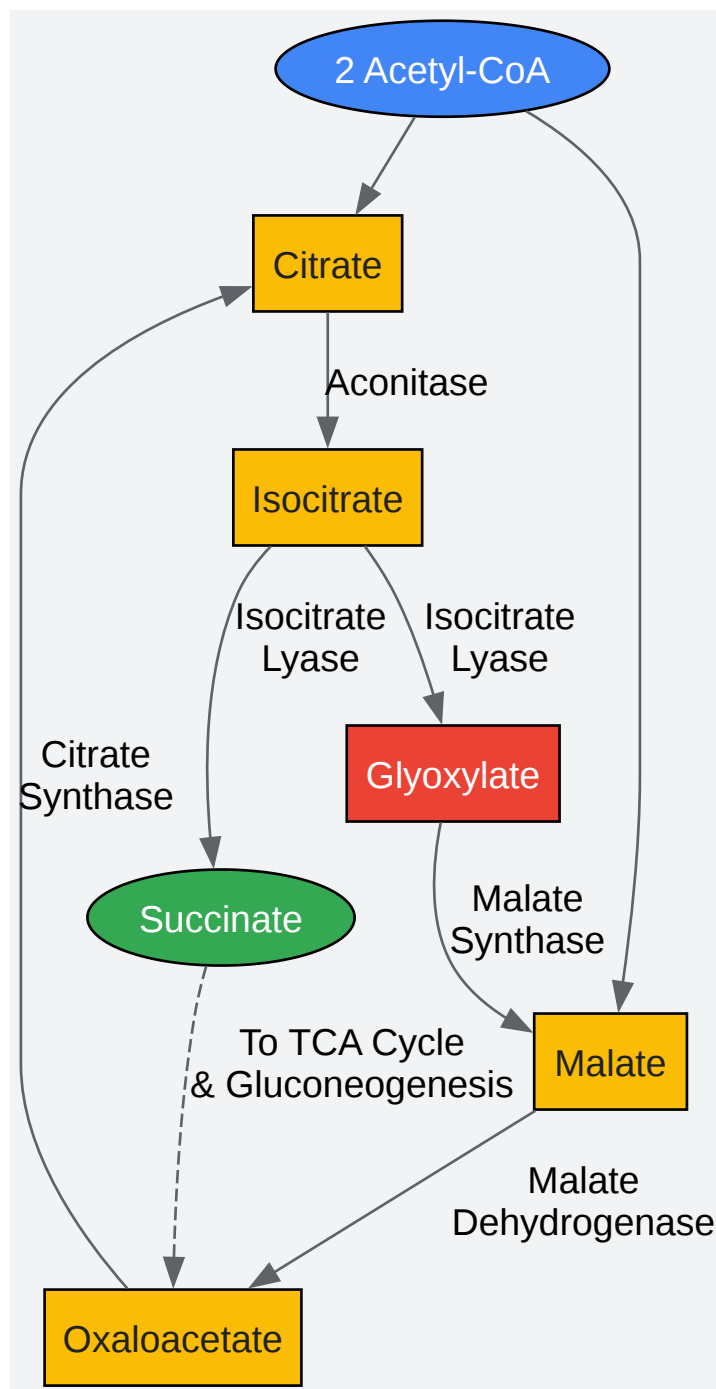 2 Acetyl-CoA
Citrate
Aconitase
Isocitrate
Isocitrate
Lyase
Isocitrate
Lyase
Citrate
Synthase
Glyoxylate
Succinate
Malate
Synthase
To TCA Cycle
& Gluconeogenesis
Malate
Malate
Dehydrogenase
Oxaloacetate